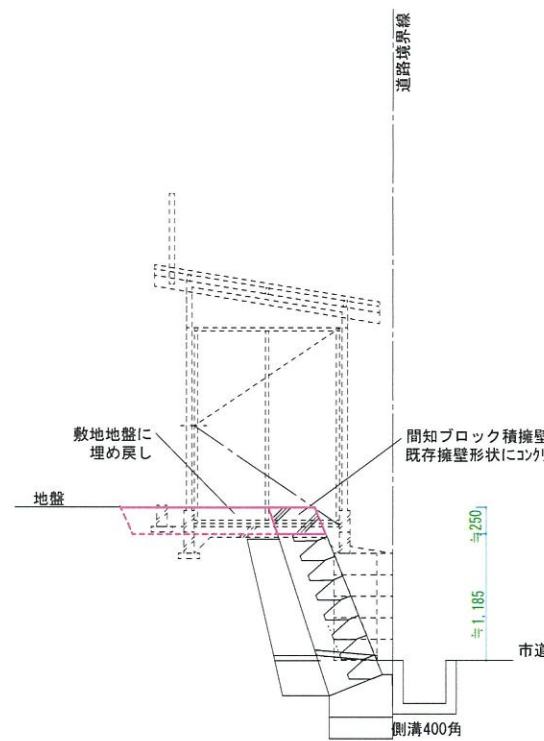 道路境界線
敷地地盤に
埋め戻し
間知ブロック積擁壁
既存擁壁形状にコンクリ
地盤
≒250
≒1,185
市道
側溝400角